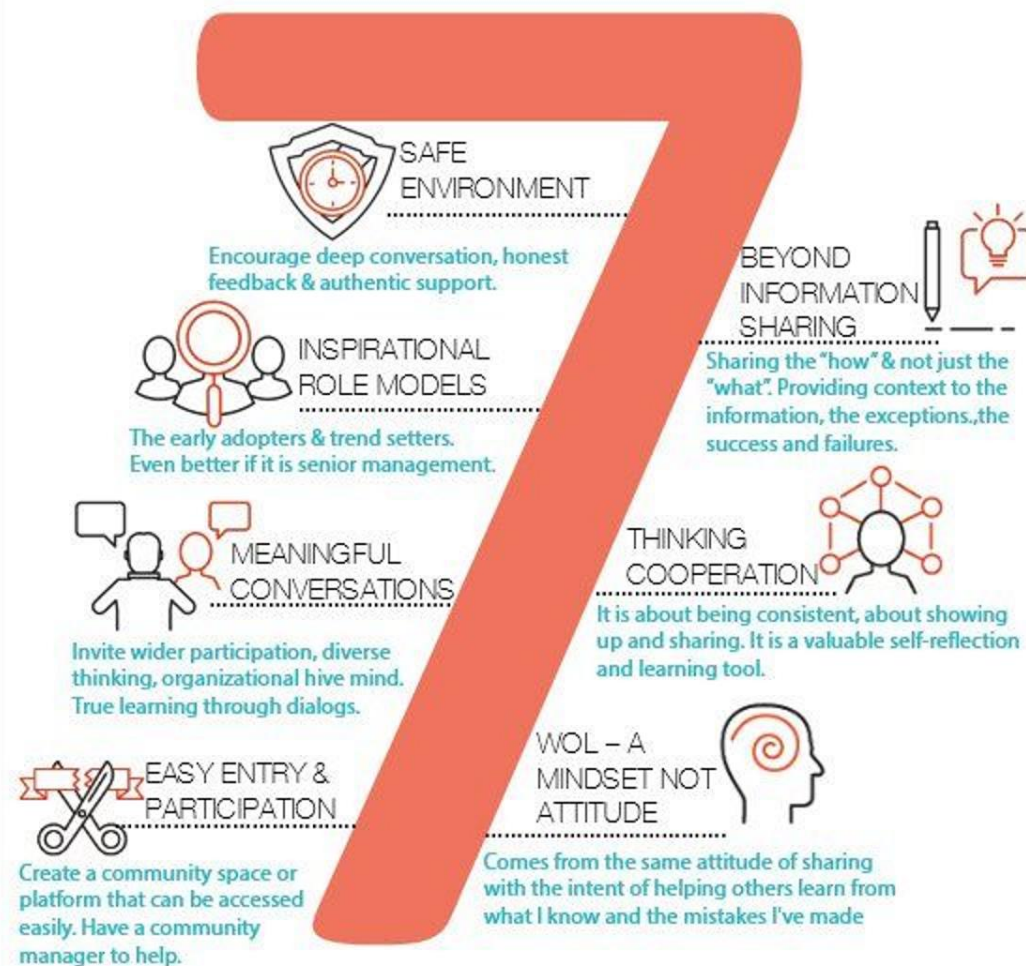 7
SAFE
ENVIRONMENT
Encourage deep conversation, honest
feedback & authentic support.
INSPIRATIONAL
ROLE MODELS
The early adopters & trend setters.
Even better if it is senior management.
MEANINGFUL
CONVERSATIONS
Invite wider participation, diverse
thinking, organizational hive mind.
True learning through dialogs.
EASY ENTRY &
PARTICIPATION
Create a community space or
platform that can be accessed
easily. Have a community
manager to help.
BEYOND
INFORMATION
SHARING
Sharing the "how" & not just the
"what". Providing context to the
information, the exceptions.,the
success and failures.
THINKING
COOPERATION
It is about being consistent, about showing
up and sharing. It is a valuable self-reflection
and learning tool.
WOL – A
MINDSET NOT
ATTITUDE
Comes from the same attitude of sharing
with the intent of helping others learn from
what I know and the mistakes I've made